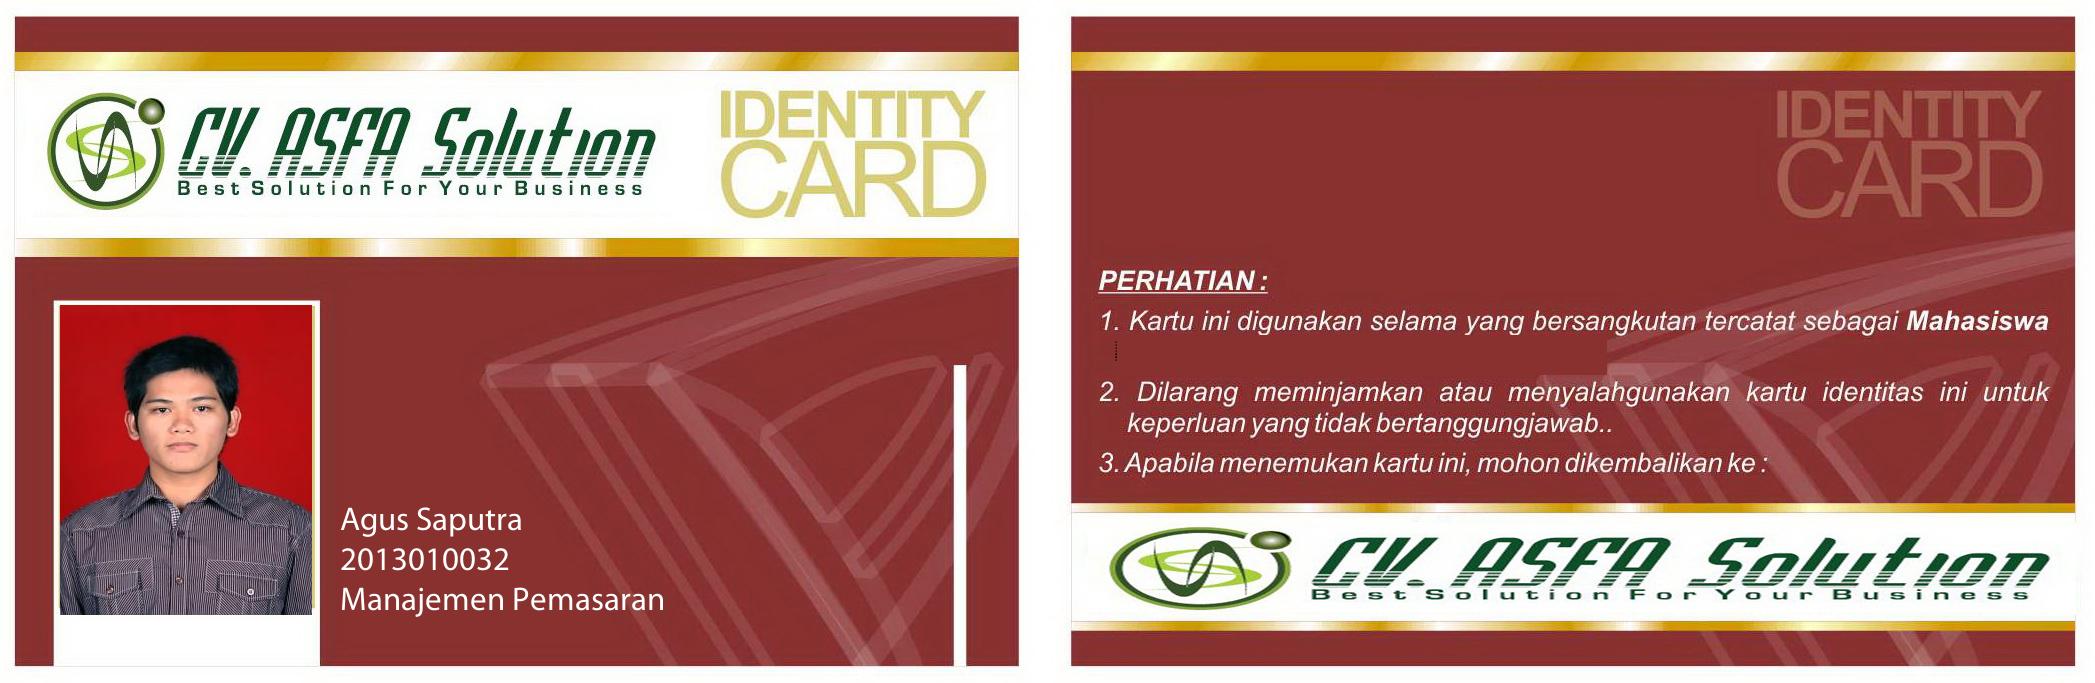 CV. ASFA Solution
Best Solution For Your Business
IDENTITY
CARD
Agus Saputra
2013010032
Manajemen Pemasaran
IDENTITY
CARD
PERHATIAN :
1. Kartu ini digunakan selama yang bersangkutan tercatat sebagai Mahasiswa
2. Dilarang meminjamkan atau menyalahgunakan kartu identitas ini untuk
keperluan yang tidak bertanggungjawab..
3. Apabila menemukan kartu ini, mohon dikembalikan ke :
CV. ASFA Solution
Best Solution For Your Business